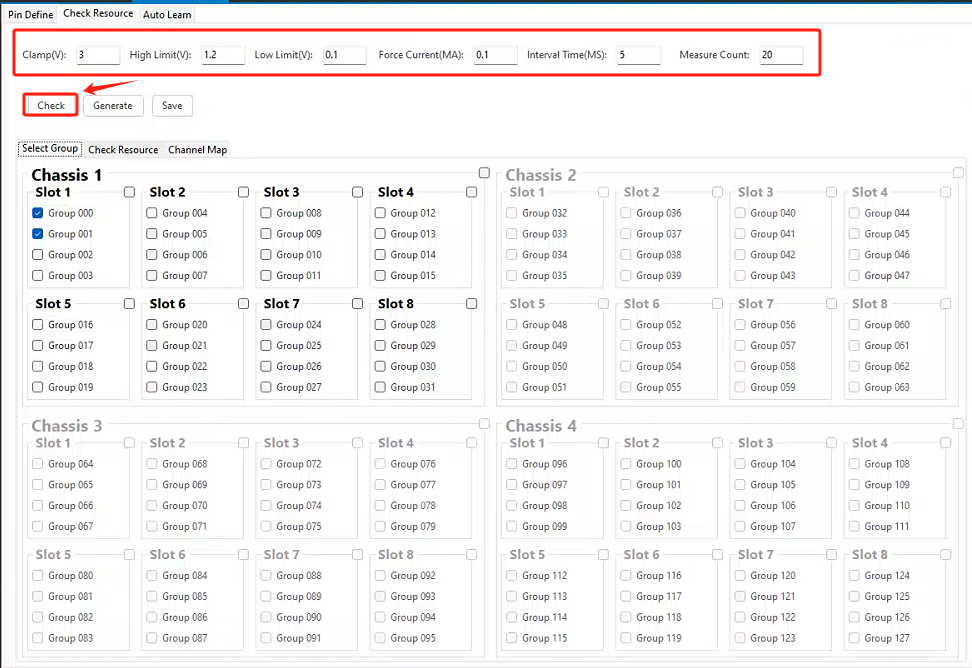 Pin Define Check Resource Auto Learn
Clamp(V): 3 High Limit(V): 1.2 Low Limit(V): 0.1 Force Current(MA): 0.1 Interval Time(MS): 5 Measure Count: 20
Check Generate Save
Select Group Check Resource Channel Map
Chassis 1
Slot 1 Slot 2 Slot 3 Slot 4
Group 000 Group 004 Group 008 Group 012
Group 001 Group 005 Group 009 Group 013
Group 002 Group 006 Group 010 Group 014
Group 003 Group 007 Group 011 Group 015
Slot 5 Slot 6 Slot 7 Slot 8
Group 016 Group 020 Group 024 Group 028
Group 017 Group 021 Group 025 Group 029
Group 018 Group 022 Group 026 Group 030
Group 019 Group 023 Group 027 Group 031
Chassis 2
Slot 1 Slot 2 Slot 3 Slot 4
Group 032 Group 036 Group 040 Group 044
Group 033 Group 037 Group 041 Group 045
Group 034 Group 038 Group 042 Group 046
Group 035 Group 039 Group 043 Group 047
Slot 5 Slot 6 Slot 7 Slot 8
Group 048 Group 052 Group 056 Group 060
Group 049 Group 053 Group 057 Group 061
Group 050 Group 054 Group 058 Group 062
Group 051 Group 055 Group 059 Group 063
Chassis 3
Slot 1 Slot 2 Slot 3 Slot 4
Group 064 Group 068 Group 072 Group 076
Group 065 Group 069 Group 073 Group 077
Group 066 Group 070 Group 074 Group 078
Group 067 Group 071 Group 075 Group 079
Slot 5 Slot 6 Slot 7 Slot 8
Group 080 Group 084 Group 088 Group 092
Group 081 Group 085 Group 089 Group 093
Group 082 Group 086 Group 090 Group 094
Group 083 Group 087 Group 091 Group 095
Chassis 4
Slot 1 Slot 2 Slot 3 Slot 4
Group 096 Group 100 Group 104 Group 108
Group 097 Group 101 Group 105 Group 109
Group 098 Group 102 Group 106 Group 110
Group 099 Group 103 Group 107 Group 111
Slot 5 Slot 6 Slot 7 Slot 8
Group 112 Group 116 Group 120 Group 124
Group 113 Group 117 Group 121 Group 125
Group 114 Group 118 Group 122 Group 126
Group 115 Group 119 Group 123 Group 127